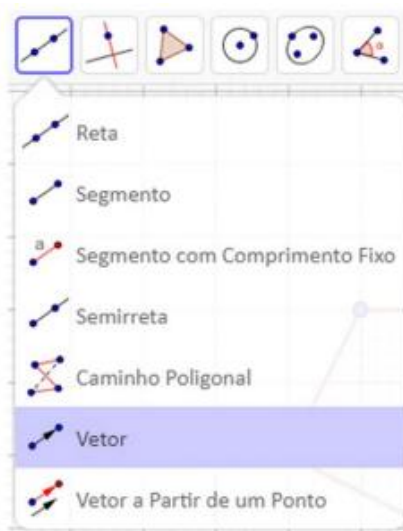 a
Reta
Segmento
a
Segmento com Comprimento Fixo
Semirreta
Caminho Poligonal
Vetor
Vetor a Partir de um Ponto